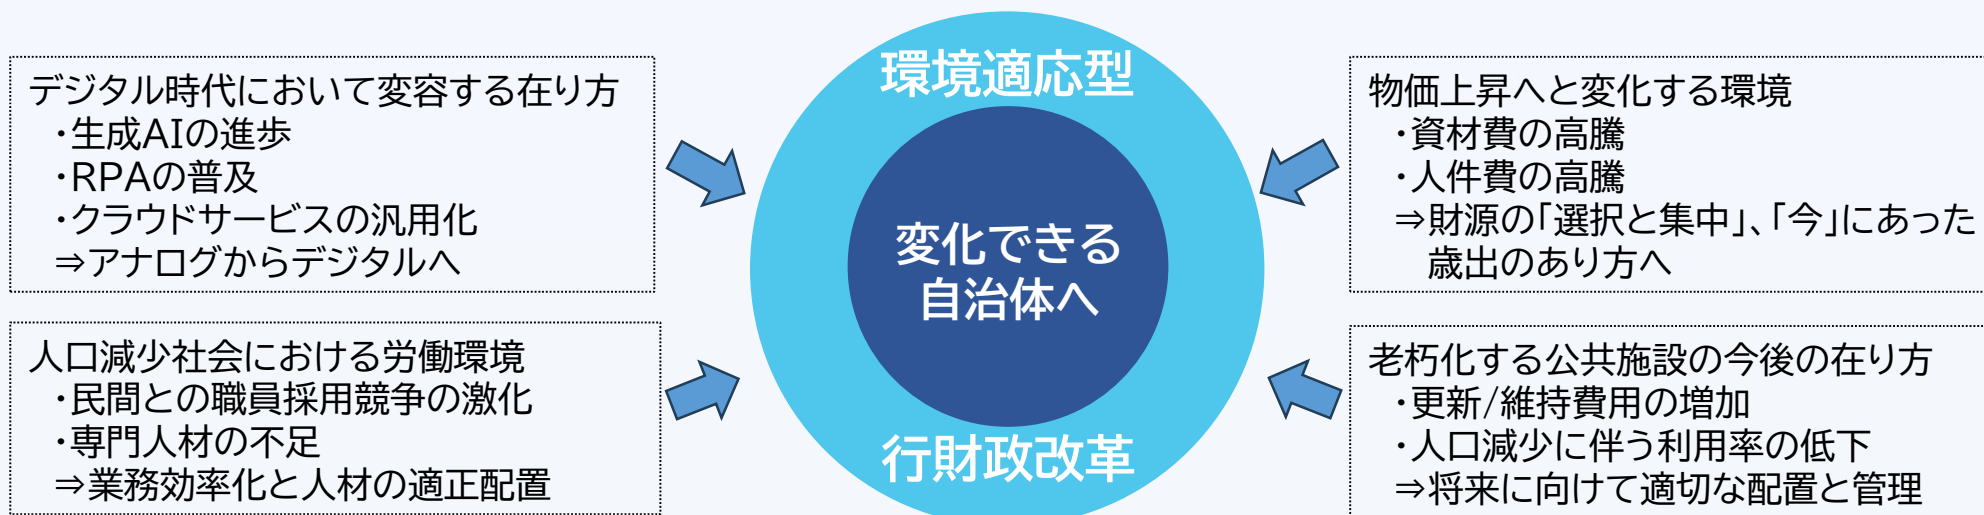 デジタル時代において変容する在り方
・生成AIの進歩
・RPAの普及
・クラウドサービスの汎用化
⇒アナログからデジタルへ
人口減少社会における労働環境
・民間との職員採用競争の激化
・専門人材の不足
⇒業務効率化と人材の適正配置
環境適応型
変化できる
自治体へ
行財政改革
物価上昇へと変化する環境
・資材費の高騰
・人件費の高騰
⇒財源の「選択と集中」、「今」にあった
歳出のあり方へ
老朽化する公共施設の今後の在り方
・更新/維持費用の増加
・人口減少に伴う利用率の低下
⇒将来に向けて適切な配置と管理